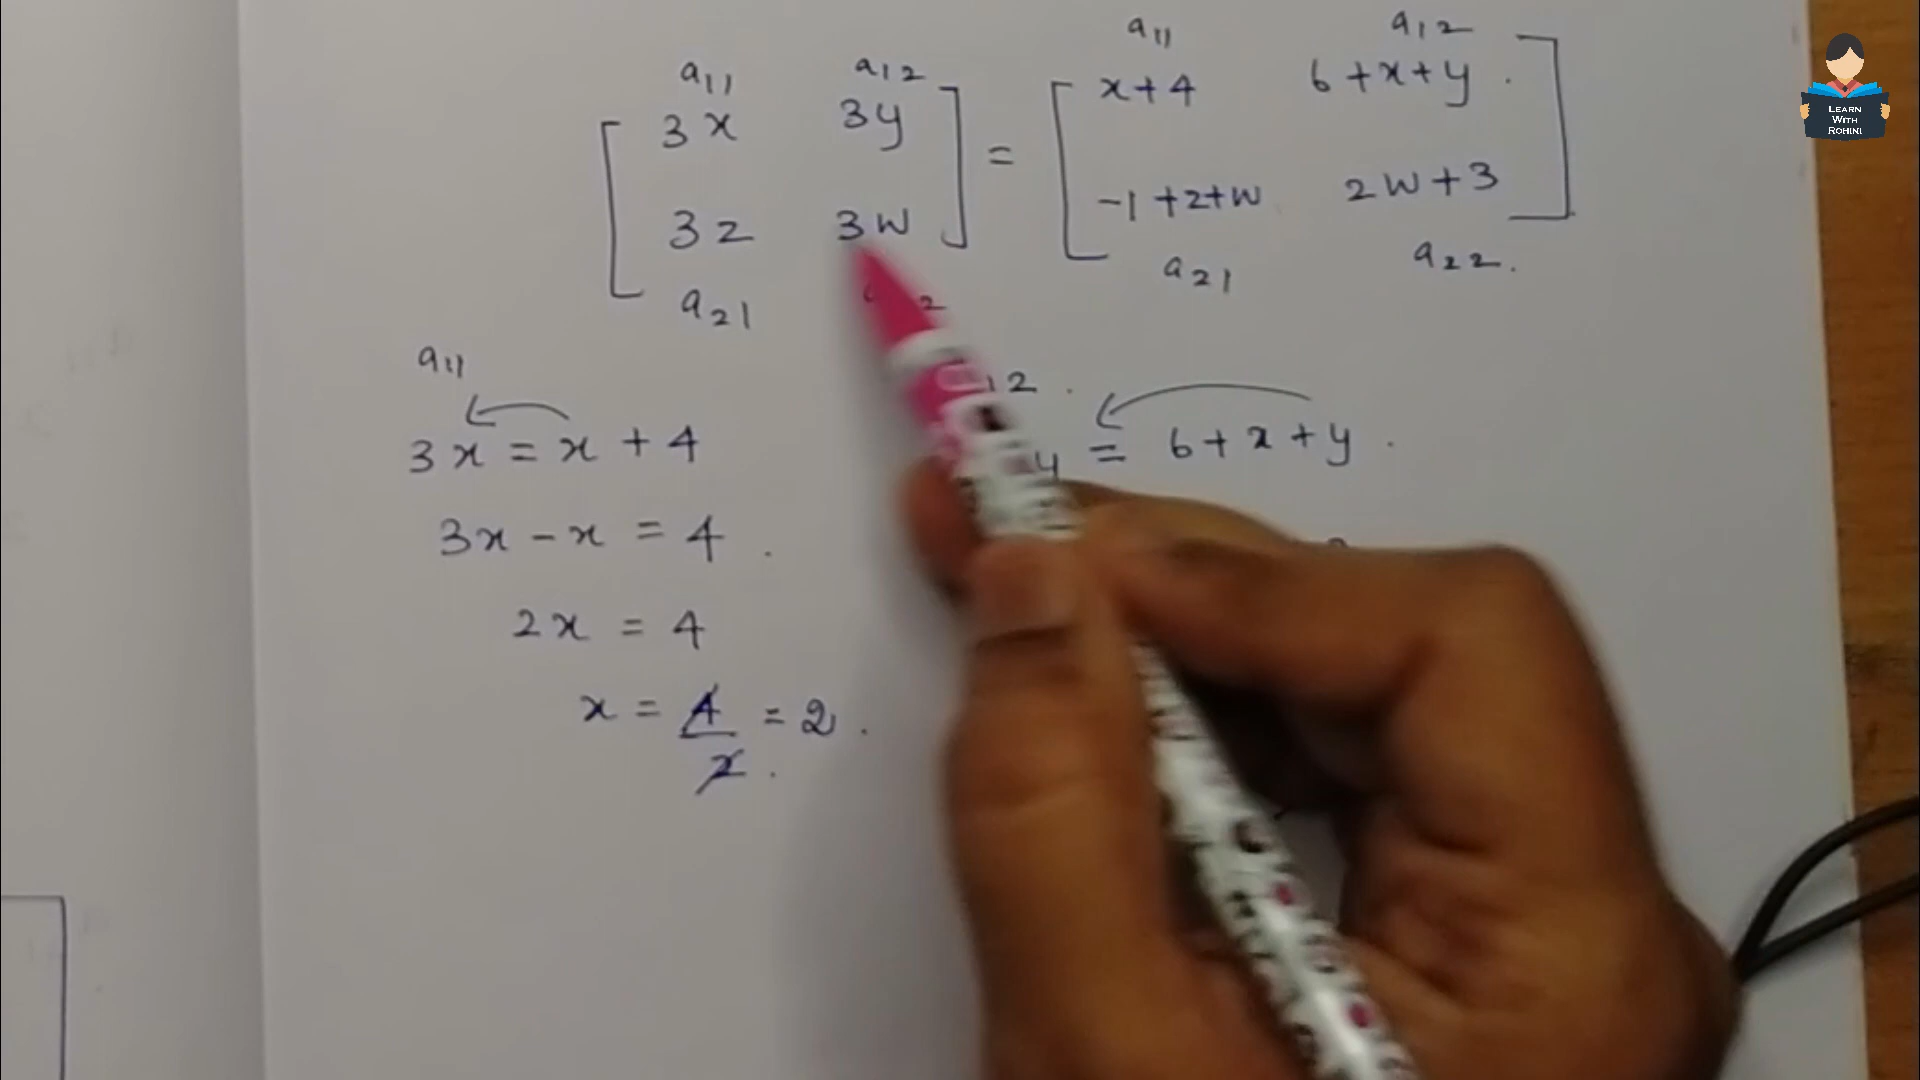 a11 a12 a11 a12
[ 3x 3y ] = [ x+4 6+x+y . ]
[ 3z 3w ] [ -1+z+w 2w+3 ]
a21 2 a21 a22.
a11 12 .
3x = x + 4 y = 6+x+y .
3x - x = 4 .
2x = 4
x = 4/2 = 2 .
LEARN
WITH
ROHINI